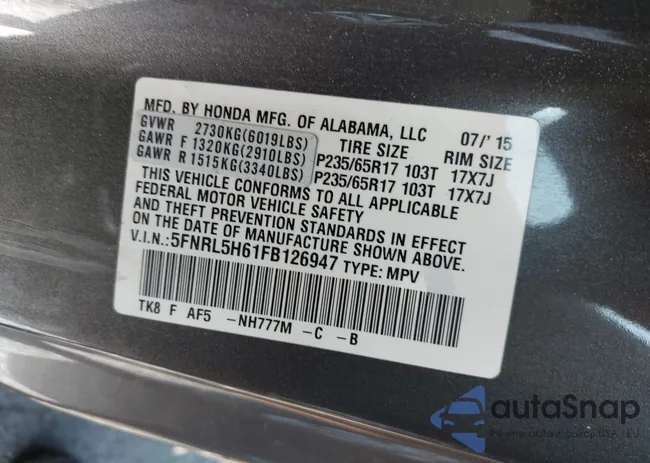 MFD. BY HONDA MFG. OF ALABAMA, LLC 07/'15
GVWR 2730KG(6019LBS) TIRE SIZE RIM SIZE
GAWR F 1320KG(2910LBS) P235/65R17 103T 17X7J
GAWR R 1515KG(3340LBS) P235/65R17 103T 17X7J
THIS VEHICLE CONFORMS TO ALL APPLICABLE
FEDERAL MOTOR VEHICLE SAFETY
AND THEFT PREVENTION STANDARDS IN EFFECT
ON THE DATE OF MANUFACTURE SHOWN ABOVE.
V.I.N.:5FNRL5H61FB126947 TYPE: MPV
TK8 F AF5 -NH777M -C -B
autoSnap